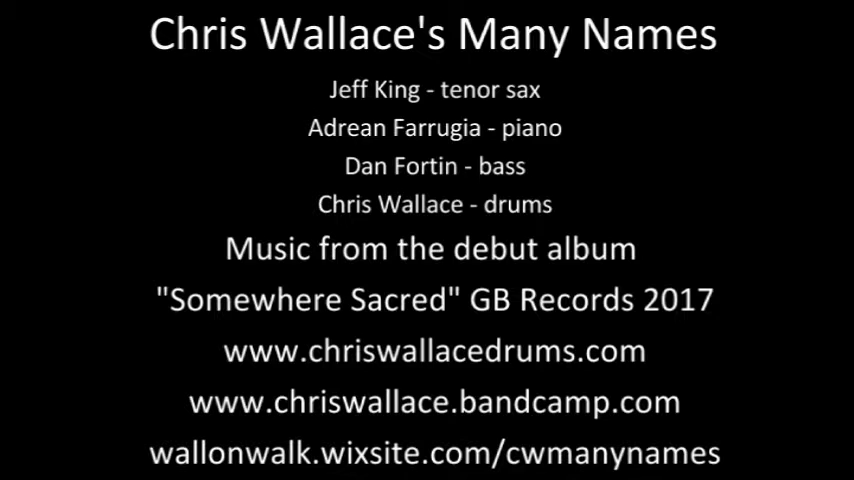 Chris Wallace's Many Names
Jeff King - tenor sax
Adrean Farrugia - piano
Dan Fortin - bass
Chris Wallace - drums
Music from the debut album
"Somewhere Sacred" GB Records 2017
www.chriswallacedrums.com
www.chriswallace.bandcamp.com
wallonwalk.wixsite.com/cwmanynames